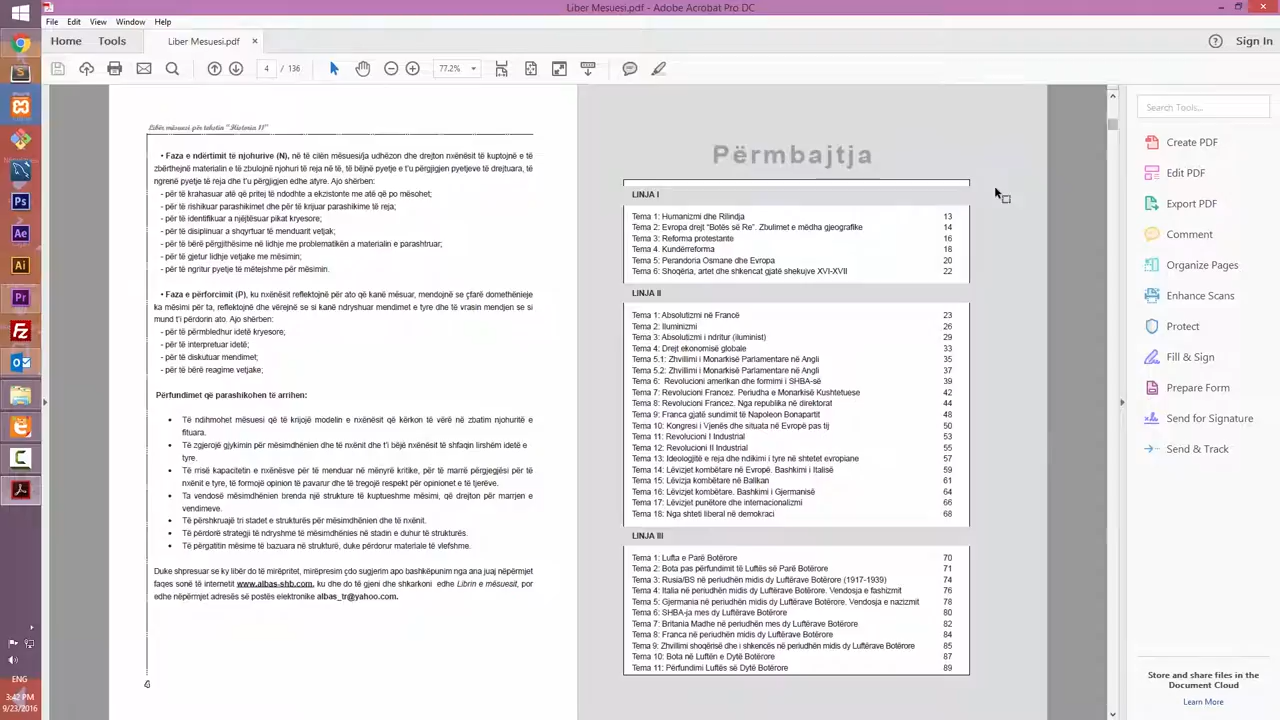 Liber Mesuesi.pdf - Adobe Acrobat Pro DC
File Edit View Window Help
Home Tools Liber Mesuesi.pdf × Sign In
4 / 136 77.2%
Libër mësuesi për tekstin "Historia 11"
• Faza e ndërtimit të njohurive (N), në të cilën mësuesi/ja udhëzon dhe drejton nxënësit të kuptojnë e të
zbërthejnë materialin e të zbulojnë njohuri të reja në të, të bëjnë pyetje e t'u përgjigjen pyetjeve të drejtuara, të
ngrenë pyetje të reja dhe t'u përgjigjen edhe atyre. Ajo shërben:
- për të krahasuar atë që pritej të ndodhte a ekzistonte me atë që po mësohet;
- për të rishikuar parashikimet dhe për të krijuar parashikime të reja;
- për të identifikuar a njëjtësuar pikat kryesore;
- për të disiplinuar a shqyrtuar të menduarit vetjak;
- për të bërë përgjithësime në lidhje me problematikën a materialin e parashtruar;
- për të gjetur lidhje vetjake me mësimin;
- për të ngritur pyetje të mëtejshme për mësimin.
• Faza e përforcimit (P), ku nxënësit reflektojnë për ato që kanë mësuar, mendojnë se çfarë domethënieje
ka mësimi për ta, reflektojnë dhe vërejnë se si kanë ndryshuar mendimet e tyre dhe të vrasin mendjen se si
mund t'i përdorin ato. Ajo shërben:
- për të përmbledhur idetë kryesore;
- për të interpretuar idetë;
- për të diskutuar mendimet;
- për të bërë reagime vetjake;
Përfundimet që parashikohen të arrihen:
• Të ndihmohet mësuesi që të krijojë modelin e nxënësit që kërkon të vërë në zbatim njohuritë e
fituara.
• Të zgjerojë gjykimin për mësimdhënien dhe të nxënit dhe t'i bëjë nxënësit të shfaqin lirshëm idetë e
tyre.
• Të rrisë kapacitetin e nxënësve për të menduar në mënyrë kritike, për të marrë përgjegjësi për të
nxënit e tyre, të formojë opinion të pavarur dhe të tregojë respekt për opinionet e të tjerëve.
• Ta vendosë mësimdhënien brenda një strukture të kuptueshme mësimi, që drejton për marrjen e
vendimeve.
• Të përshkruajë tri stadet e strukturës për mësimdhënien dhe të nxënit.
• Të përdorë strategji të ndryshme të mësimdhënies në stadin e duhur të strukturës.
• Të përgatitin mësime të bazuara në strukturë, duke përdorur materiale të vlefshme.
Duke shpresuar se ky libër do të mirëpritet, mirëpresim çdo sugjerim apo bashkëpunim nga ana juaj nëpërmjet
faqes sonë të internetit www.albas-shb.com, ku dhe do të gjeni dhe shkarkoni edhe Librin e mësuesit, por
edhe nëpërmjet adresës së postës elektronike albas_tr@yahoo.com.
4
Përmbajtja
LINJA I
Tema 1: Humanizmi dhe Rilindja 13
Tema 2: Evropa drejt "Botës së Re". Zbulimet e mëdha gjeografike 14
Tema 3: Reforma protestante 16
Tema 4: Kundërreforma 18
Tema 5: Perandoria Osmane dhe Evropa 20
Tema 6: Shoqëria, artet dhe shkencat gjatë shekujve XVI-XVII 22
LINJA II
Tema 1: Absolutizmi në Francë 23
Tema 2: Iluminizmi 26
Tema 3: Absolutizmi i ndritur (iluminist) 29
Tema 4: Drejt ekonomisë globale 33
Tema 5.1: Zhvillimi i Monarkisë Parlamentare në Angli 35
Tema 5.2: Zhvillimi i Monarkisë Parlamentare në Angli 37
Tema 6: Revolucioni amerikan dhe formimi i SHBA-së 39
Tema 7: Revolucioni Francez. Periudha e Monarkisë Kushtetuese 42
Tema 8: Revolucioni Francez. Nga republika në direktorat 44
Tema 9: Franca gjatë sundimit të Napoleon Bonapartit 48
Tema 10: Kongresi i Vjenës dhe situata në Evropë pas tij 50
Tema 11: Revolucioni I Industrial 53
Tema 12: Revolucioni II Industrial 55
Tema 13: Ideologjitë e reja dhe ndikimi i tyre në shtetet evropiane 57
Tema 14: Lëvizjet kombëtare në Evropë. Bashkimi i Italisë 59
Tema 15: Lëvizja kombëtare në Ballkan 61
Tema 16: Lëvizjet kombëtare. Bashkimi i Gjermanisë 64
Tema 17: Lëvizjet punëtore dhe internacionalizmi 66
Tema 18: Nga shteti liberal në demokraci 68
LINJA III
Tema 1: Lufta e Parë Botërore 70
Tema 2: Bota pas përfundimit të Luftës së Parë Botërore 71
Tema 3: Rusia/BS në periudhën midis dy Luftërave Botërore (1917-1939) 74
Tema 4: Italia në periudhën midis dy Luftërave Botërore. Vendosja e fashizmit 76
Tema 5: Gjermania në periudhën midis dy Luftërave Botërore. Vendosja e nazizmit 78
Tema 6: SHBA-ja mes dy Luftërave Botërore 80
Tema 7: Britania Madhe në periudhën mes dy Luftërave Botërore 82
Tema 8: Franca në periudhën midis dy Luftërave Botërore 84
Tema 9: Zhvillimi shoqërisë dhe i shkencës në periudhën midis dy Luftërave Botërore 85
Tema 10: Bota në Luftën e Dytë Botërore 87
Tema 11: Përfundimi Luftës së Dytë Botërore 89
Search Tools...
Create PDF
Edit PDF
Export PDF
Comment
Organize Pages
Enhance Scans
Protect
Fill & Sign
Prepare Form
Send for Signature
Send & Track
Store and share files in the
Document Cloud
Learn More
Ps
Ae
Ai
Pr
Fz
ENG
3:42 PM
9/23/2016